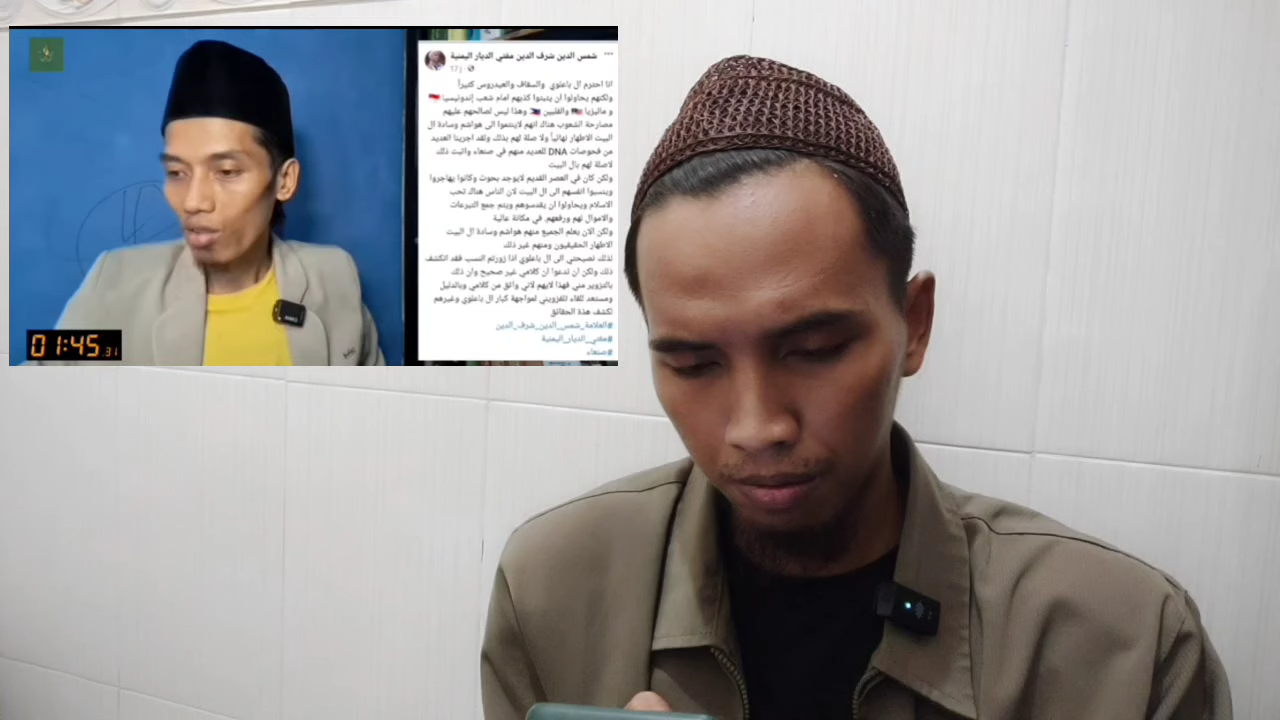 شمس الدين شرف الدين مفتي الديار اليمنية
انا احترم ال باعلوي والسقاف والعيدروس كثيراً
ولكنهم يحاولوا ان يثبتوا كذبهم امام شعب إندونيسيا 🇮🇩
و ماليزيا 🇲🇾 والفلبين 🇵🇭 وهذا ليس لصالحهم عليهم
مصارحة الشعوب هناك انهم لاينتموا الى هواشم وسادة ال
البيت الاطهار نهائياً ولا صلة لهم بذلك ولقد اجرينا العديد
من فحوصات DNA للعديد منهم في صنعاء واثبت ذلك
لاصلة لهم بال البيت
ولكن كان في العصر القديم لايوجد بحوث وكانوا يهاجروا
وينسبوا انفسهم الى ال البيت لان الناس هناك تحب
الاسلام ويحاولوا ان يقدسوهم ويتم جمع التبرعات
والاموال لهم ورفعهم. في مكانة عالية
ولكن الان يعلم الجميع منهم هواشم وسادة ال البيت
الاطهار الحقيقيون ومنهم غير ذلك
لذلك نصيحتي الى ال باعلوي اذا زورتم النسب فقد انكشف
ذلك ولكن ان تدعوا ان كلامي غير صحيح وان ذلك
بالتزوير مني فهذا لايهم لاني واثق من كلامي وبالدليل
ومستعد للقاء تلفزويني لمواجهة كبار ال باعلوي وغيرهم
لكشف هذة الحقائق
#العلامة_شمس_الدين_شرف_الدين
#مفتي_الديار_اليمنية
#صنعاء
01:45.31